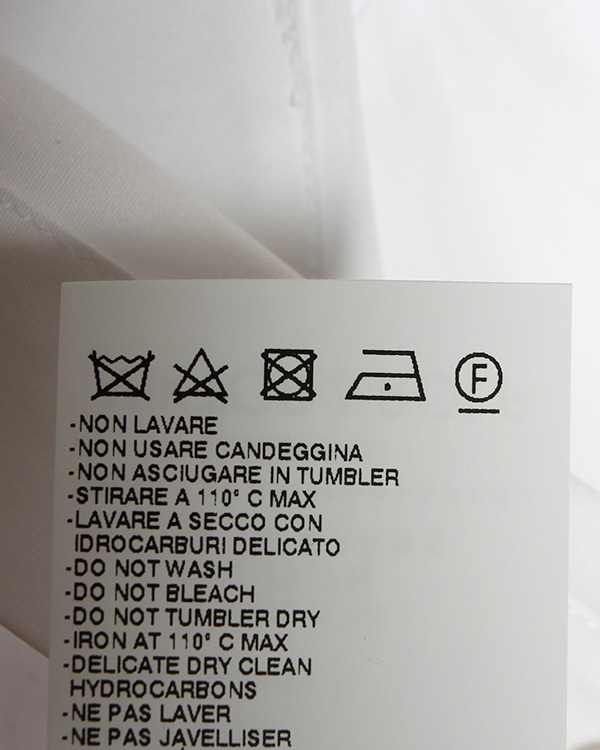 F
-NON LAVARE
-NON USARE CANDEGGINA
-NON ASCIUGARE IN TUMBLER
-STIRARE A 110° C MAX
-LAVARE A SECCO CON
IDROCARBURI DELICATO
-DO NOT WASH
-DO NOT BLEACH
-DO NOT TUMBLER DRY
-IRON AT 110° C MAX
-DELICATE DRY CLEAN
HYDROCARBONS
-NE PAS LAVER
-NE PAS JAVELLISER